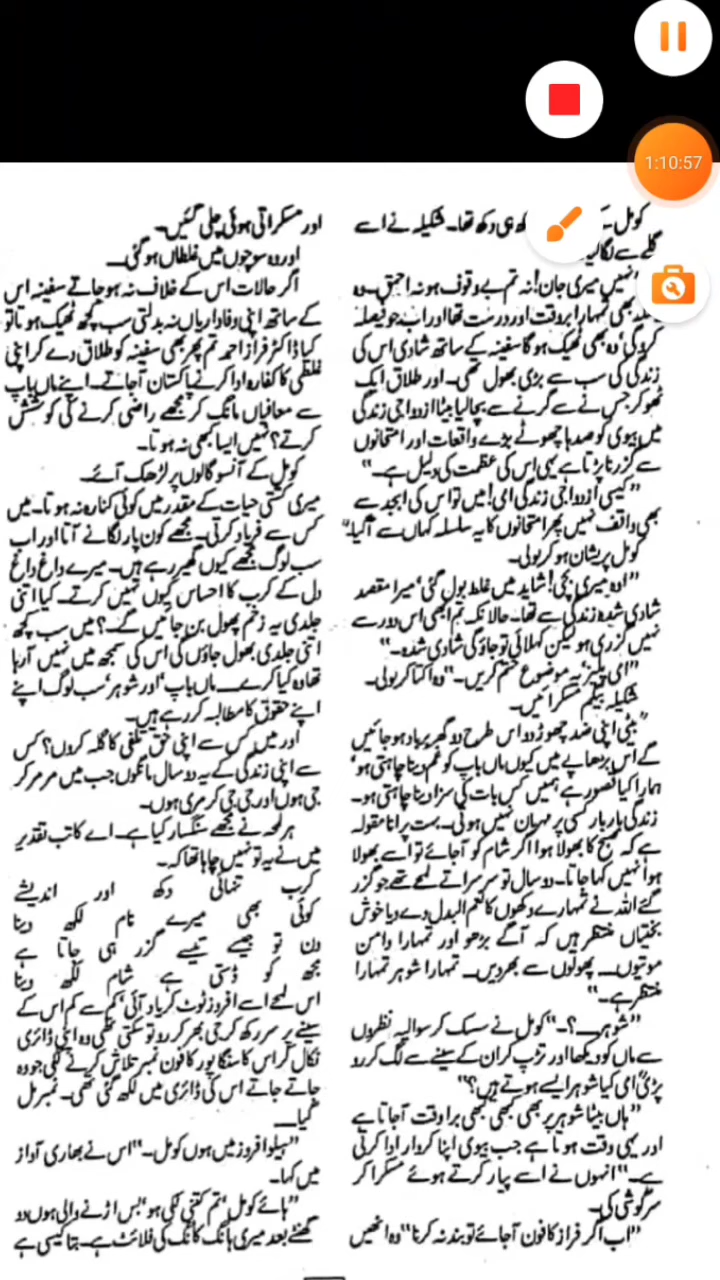 1:10:57
کومل کے دکھ ہی دکھ تھا۔ شکیلہ نے اسے
گلے سے لگالیا
"نہیں میری جان! نہ تم بے وقوف ہو نہ احمق۔ وہ
بھی تمہارا بروقت اور درست تھا اور اب جو فیصلہ
کرو گی' وہ بھی ٹھیک ہوگا سفینہ کے ساتھ شادی اس کی
زندگی کی سب سے بڑی بھول تھی۔ اور طلاق ایک
ٹھوکر جس نے اسے گرنے سے بچالیا بیٹا ازدواجی زندگی
میں بیوی کو صدہا چھوٹے بڑے واقعات اور امتحانوں
سے گزرنا پڑتا ہے یہی اس کی عظمت کی دلیل ہے۔"
"کیسی ازدواجی زندگی امی! میں تو اس کی ابجد سے
بھی واقف نہیں پھر امتحانوں کا یہ سلسلہ کہاں سے آگیا"
کومل پریشان ہو کر بولی۔
"اوہ میری بچی! شاید میں غلط بول گئی' میرا مقصد
شادی شدہ زندگی سے تھا۔ حالانکہ تم ابھی اس دور سے
نہیں گزری ہو لیکن کہلائی تو جاؤ گی شادی شدہ۔"
"امی پلیز' یہ موضوع ختم کریں۔" وہ اکتا کر بولی۔
شکیلہ بیگم مسکرائیں۔
"بیٹی اپنی ضد چھوڑ دو اس طرح دو گھر برباد ہو جائیں
گے اس بڑھاپے میں کیوں ماں باپ کو غم دینا چاہتی ہو'
ہمارا کیا قصور ہے ہمیں کس بات کی سزا دینا چاہتی ہو۔
زندگی بار بار کسی پر مہربان نہیں ہوتی۔ بہت پرانا مقولہ
ہے کہ صبح کا بھولا ہوا اگر شام کو آجائے تو اسے بھولا
ہوا نہیں کہا جاتا۔ دو سال تو سرسراتے لمحے تھے جو گزر
گئے اللہ نے تمہارے دکھوں کا نعم البدل دے دیا خوش
بختیاں منتظر ہیں کہ آگے بڑھو اور تمہارا دامن
موتیوں۔ پھولوں سے بھر دیں۔ تمہارا شوہر تمہارا
منتظر ہے۔"
"شوہر۔؟۔" کومل نے سسک کر سوالیہ نظروں
سے ماں کو دیکھا اور تڑپ کر ان کے سینے سے لگ کر رو
پڑی "امی کیا شوہر ایسے ہوتے ہیں؟"
"ہاں بیٹا شوہر پر بھی کبھی کبھی برا وقت آجاتا ہے
اور یہی وقت ہوتا ہے جب بیوی اپنا کردار ادا کرتی
ہے۔" انہوں نے اسے پیار کرتے ہوئے مسکرا کر
سرگوشی کی۔
"اب اگر فراز کا فون آجائے تو بند نہ کرنا" وہ اٹھیں
اور مسکراتی ہوئی چلی گئیں۔
اور وہ سوچوں میں غلطاں ہوگئی۔
اگر حالات اس کے خلاف نہ ہو جاتے سفینہ اس
کے ساتھ اپنی وفاداریاں نہ بدلتی سب کچھ ٹھیک ہوتا تو
کیا ڈاکٹر فراز احمد تم پھر بھی سفینہ کو طلاق دے کر اپنی
غلطی کا کفارہ ادا کرنے پاکستان آجاتے۔ اپنے ماں باپ
سے معافیاں مانگ کر مجھے راضی کرنے کی کوشش
کرتے؟ نہیں ایسا کبھی نہ ہوتا۔
کومل کے آنسو گالوں پر لڑھک آئے۔
میری کشتی حیات کے مقدر میں کوئی کنارہ نہ ہوتا۔ میں
کس سے فریاد کرتی۔ مجھے کون پار لگانے آتا اور اب
سب لوگ مجھے کیوں گھیر رہے ہیں۔ میرے داغ داغ
دل کے کرب کا احساس کیوں نہیں کرتے۔ کیا اتنی
جلدی یہ زخم پھول بن جائیں گے۔؟ میں سب کچھ
اتنی جلدی بھول جاؤں گی اس کی سمجھ میں نہیں آرہا
تھا وہ کیا کرے۔ ماں باپ' اور شوہر' سب لوگ اپنے
اپنے حقوق کا مطالبہ کر رہے ہیں۔
اور میں کس سے اپنی حق تلفی کا گلہ کروں؟ کس
سے اپنی زندگی کے یہ دو سال مانگوں جب میں مرمر کر
جی ہوں اور جی جی کر مری ہوں۔
ہر لمحہ نے مجھے سنگسار کیا ہے۔ اے کاتب تقدیر
میں نے یہ تو نہیں چاہا تھا کہ۔
کرب تنہائی دکھ اور اندیشے
کوئی بھی میرے نام لکھ دینا
دن تو جیسے تیسے گزر ہی جاتا ہے
مجھ کو ڈستی ہے شام لکھ دینا
اس لمحے اسے افروز ٹوٹ کر یاد آئی' کم سے کم اس کے
سینے پر سر رکھ کر جی بھر کر رو تو سکتی تھی وہ اپنی ڈائری
نکال کر اس کا سنگاپور کا فون نمبر تلاش کرنے لگی جو وہ
جاتے جاتے اس کی ڈائری میں لکھ گئی تھی۔ نمبر مل
گیا۔
"ہیلو افروز میں ہوں کومل۔" اس نے بھاری آواز
میں کہا۔
"ہائے کومل' تم کتنی لکی ہو' بس اڑنے والی ہوں دو
گھنٹے بعد میری ہانگ کانگ کی فلائٹ ہے۔ بتا کیسی ہے